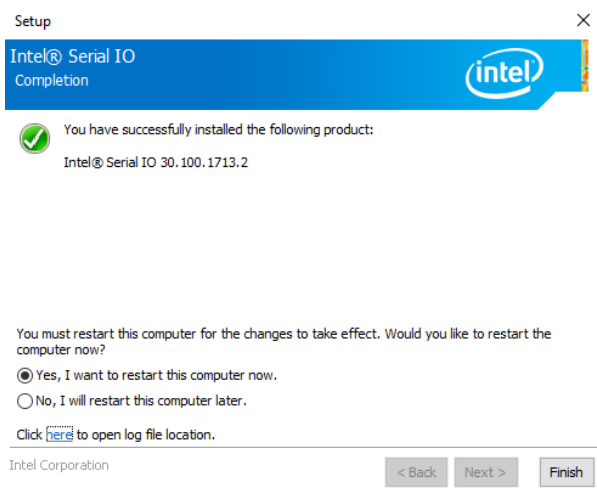 Setup
Intel® Serial IO
Completion
intel
You have successfully installed the following product:
Intel® Serial IO 30.100.1713.2
You must restart this computer for the changes to take effect. Would you like to restart the
computer now?
Yes, I want to restart this computer now.
No, I will restart this computer later.
Click here to open log file location.
Intel Corporation
< Back
Next >
Finish